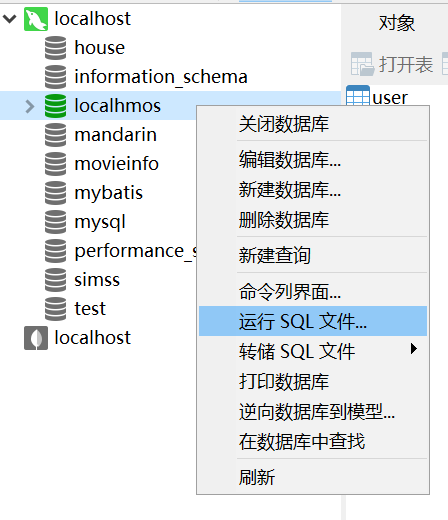 localhost
house
information_schema
localhmos
mandarin
movieinfo
mybatis
mysql
performance_s
simss
test
localhost
对象
打开表
user
关闭数据库
编辑数据库...
新建数据库...
删除数据库
新建查询
命令列界面...
运行 SQL 文件...
转储 SQL 文件
打印数据库
逆向数据库到模型...
在数据库中查找
刷新